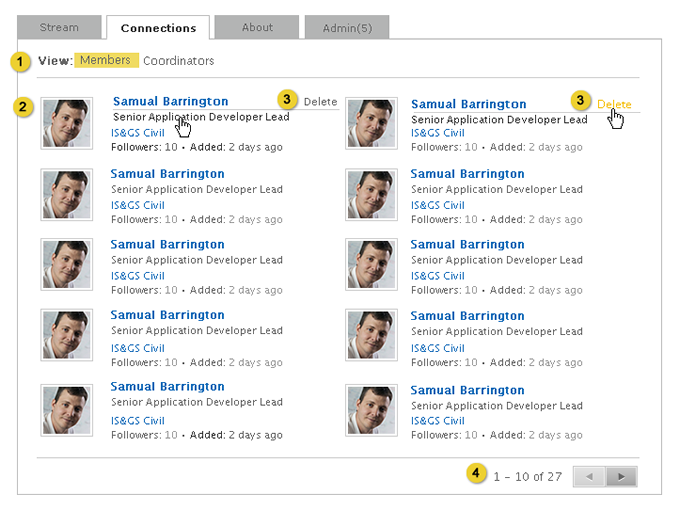 Stream Connections About Admin(5)
1 View: Members Coordinators
2 Samual Barrington 3 Delete
Senior Application Developer Lead
IS&GS Civil
Followers: 10 • Added: 2 days ago
Samual Barrington 3 Delete
Senior Application Developer Lead
IS&GS Civil
Followers: 10 • Added: 2 days ago
Samual Barrington
Senior Application Developer Lead
IS&GS Civil
Followers: 10 • Added: 2 days ago
Samual Barrington
Senior Application Developer Lead
IS&GS Civil
Followers: 10 • Added: 2 days ago
Samual Barrington
Senior Application Developer Lead
IS&GS Civil
Followers: 10 • Added: 2 days ago
Samual Barrington
Senior Application Developer Lead
IS&GS Civil
Followers: 10 • Added: 2 days ago
Samual Barrington
Senior Application Developer Lead
IS&GS Civil
Followers: 10 • Added: 2 days ago
Samual Barrington
Senior Application Developer Lead
IS&GS Civil
Followers: 10 • Added: 2 days ago
Samual Barrington
Senior Application Developer Lead
IS&GS Civil
Followers: 10 • Added: 2 days ago
Samual Barrington
Senior Application Developer Lead
IS&GS Civil
Followers: 10 • Added: 2 days ago
4 1 – 10 of 27